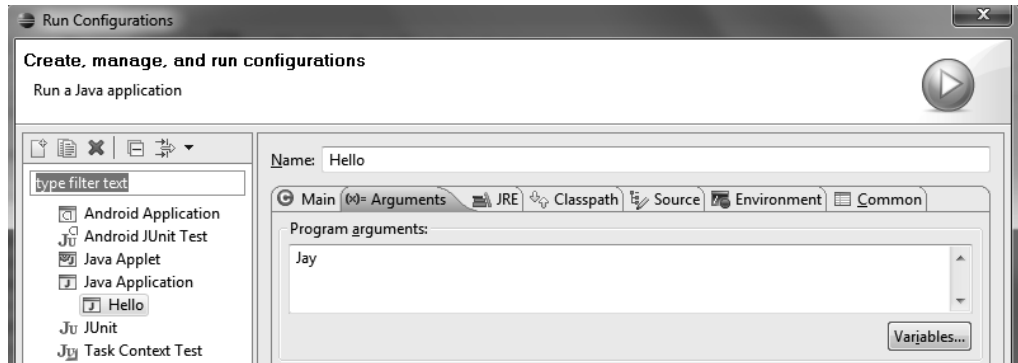 Run Configurations
x
Create, manage, and run configurations
Run a Java application
type filter text
Android Application
Ju Android JUnit Test
Java Applet
J Java Application
J Hello
Ju JUnit
Task Context Test
Name: Hello
Main (x)= Arguments JRE Classpath Source Environment Common
Program arguments:
Jay
Variables...